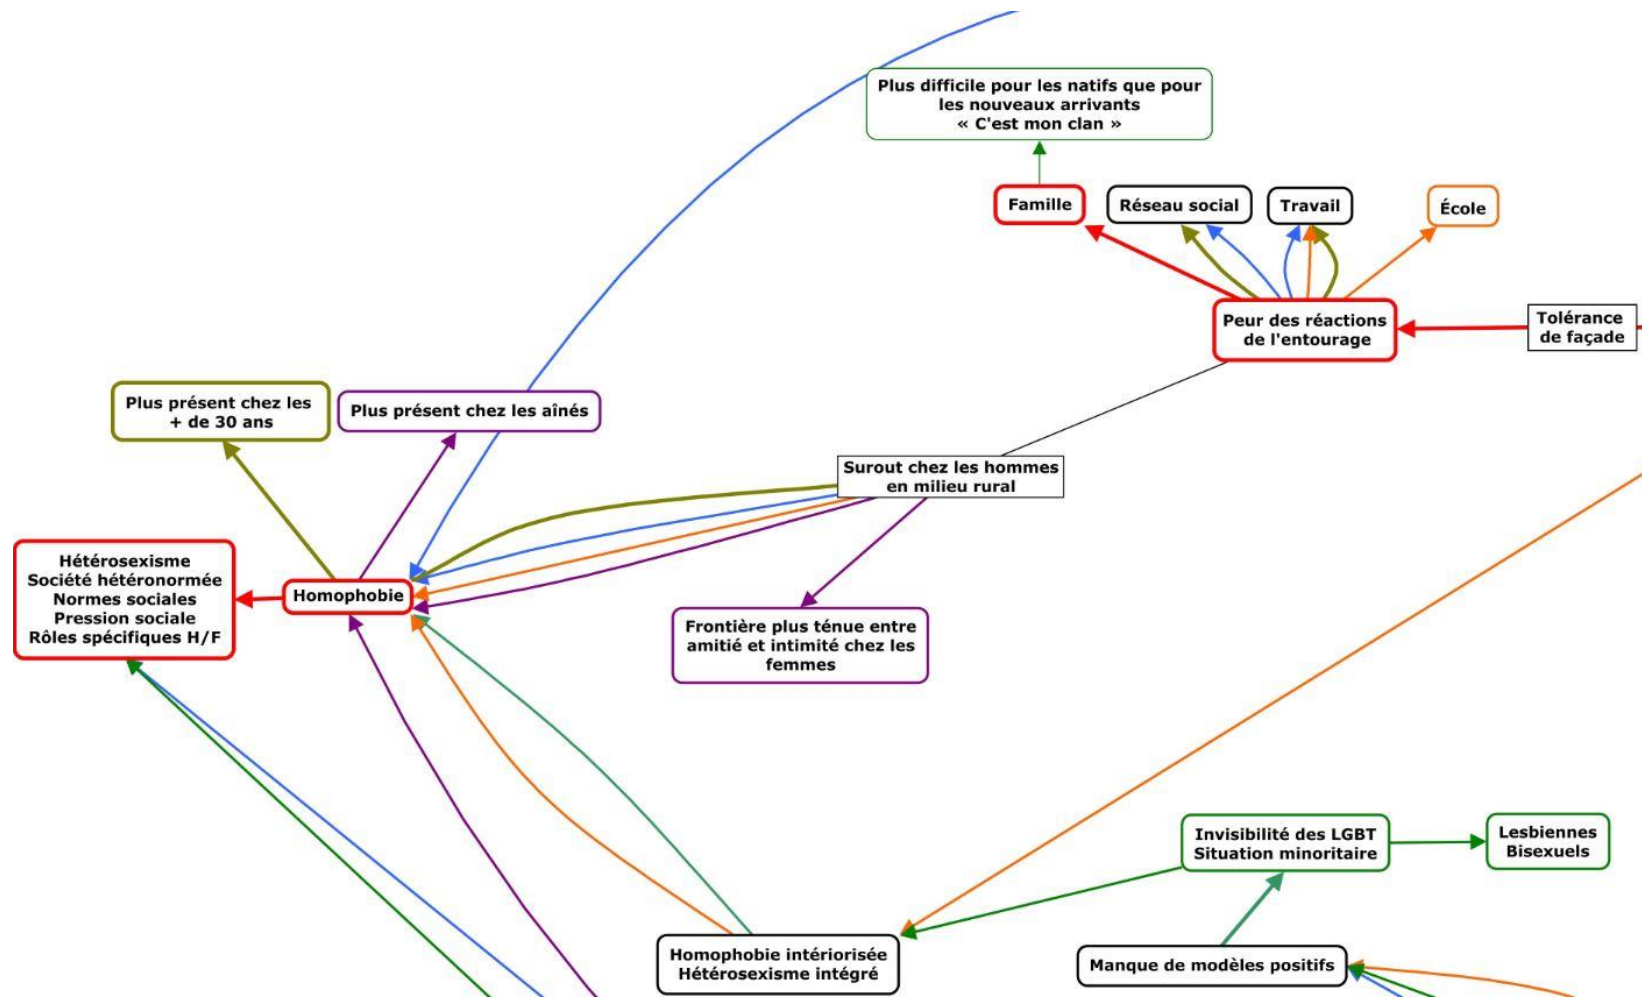 Plus difficile pour les natifs que pour
les nouveaux arrivants
« C'est mon clan »
Famille
Réseau social
Travail
École
Peur des réactions
de l'entourage
Tolérance
de façade
Plus présent chez les
+ de 30 ans
Plus présent chez les aînés
Surout chez les hommes
en milieu rural
Hétérosexisme
Société hétéronormée
Normes sociales
Pression sociale
Rôles spécifiques H/F
Homophobie
Frontière plus ténue entre
amitié et intimité chez les
femmes
Invisibilité des LGBT
Situation minoritaire
Lesbiennes
Bisexuels
Homophobie intériorisée
Hétérosexisme intégré
Manque de modèles positifs